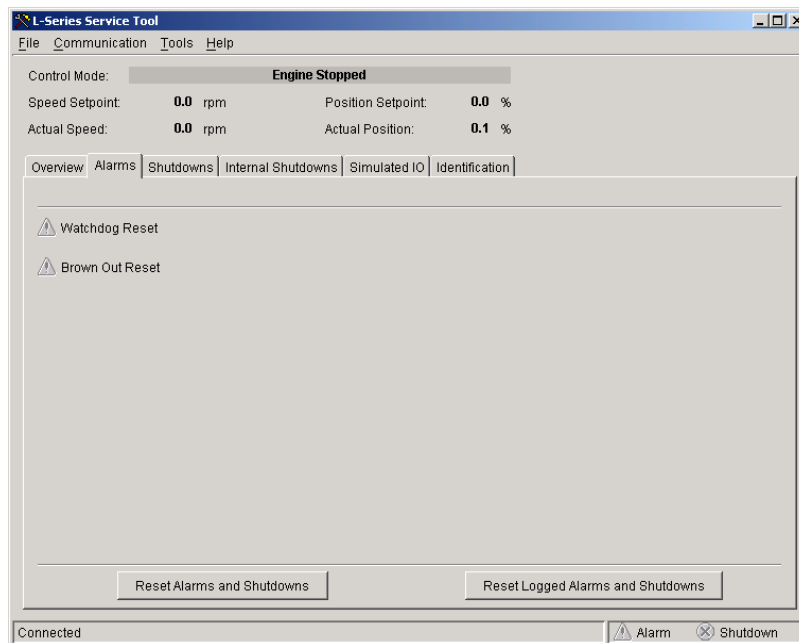 L-Series Service Tool
File Communication Tools Help
Control Mode: Engine Stopped
Speed Setpoint: 0.0 rpm Position Setpoint: 0.0 %
Actual Speed: 0.0 rpm Actual Position: 0.1 %
Overview Alarms Shutdowns Internal Shutdowns Simulated IO Identification
Watchdog Reset
Brown Out Reset
Reset Alarms and Shutdowns Reset Logged Alarms and Shutdowns
Connected Alarm Shutdown